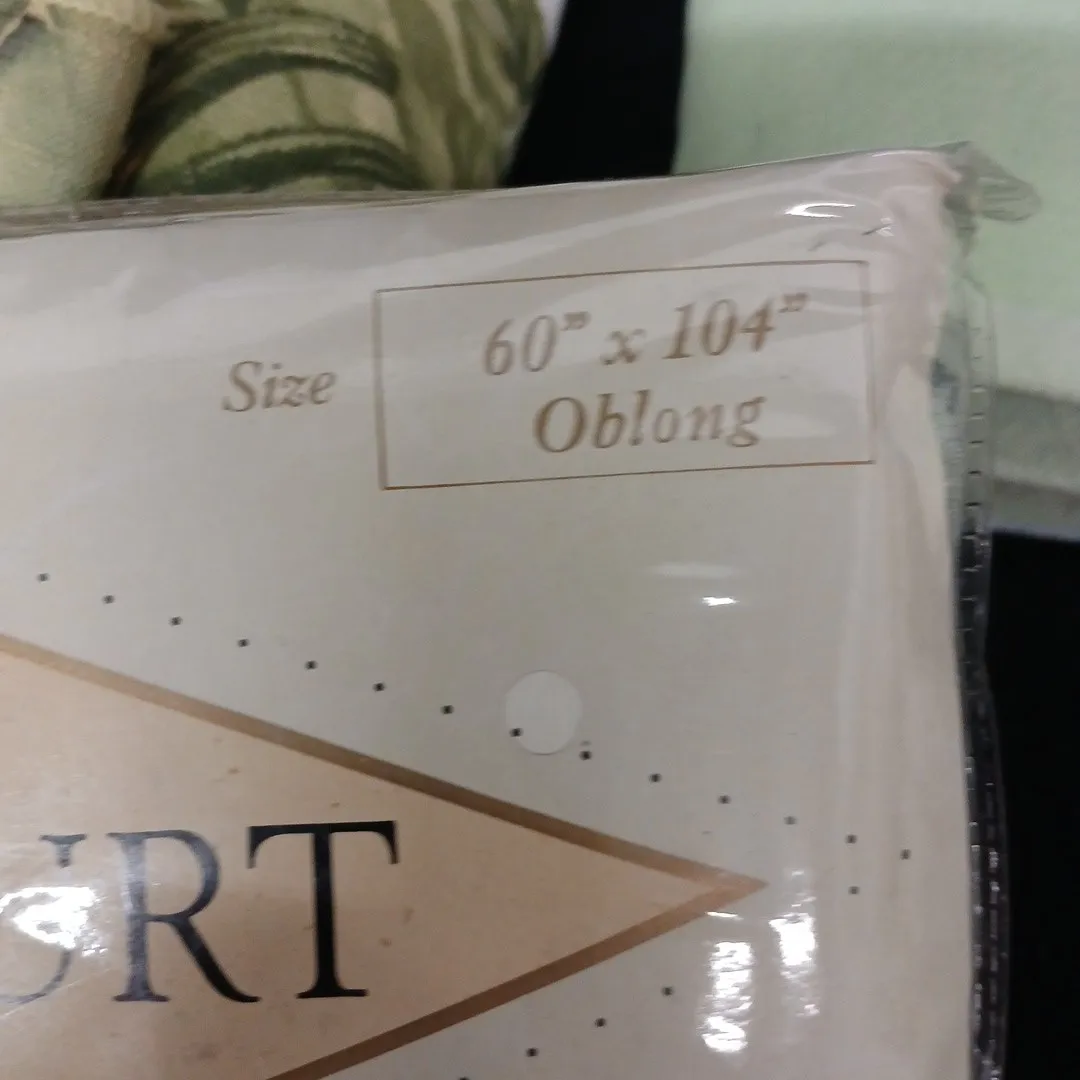 Size
60” x 104”
Oblong
URT